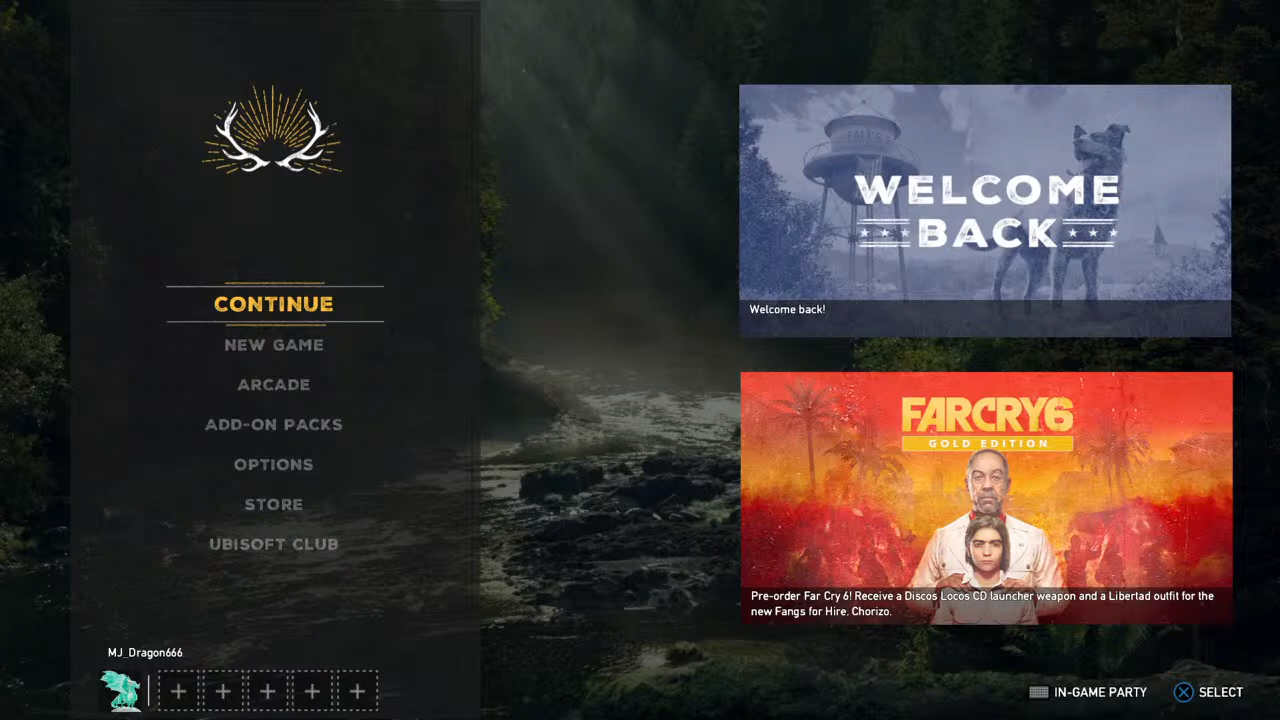 CONTINUE
NEW GAME
ARCADE
ADD-ON PACKS
OPTIONS
STORE
UBISOFT CLUB
MJ_Dragon666
WELCOME
BACK
Welcome back!
FARCRY6
GOLD EDITION
Pre-order Far Cry 6! Receive a Discos Locos CD launcher weapon and a Libertad outfit for the
new Fangs for Hire, Chorizo.
IN-GAME PARTY
SELECT